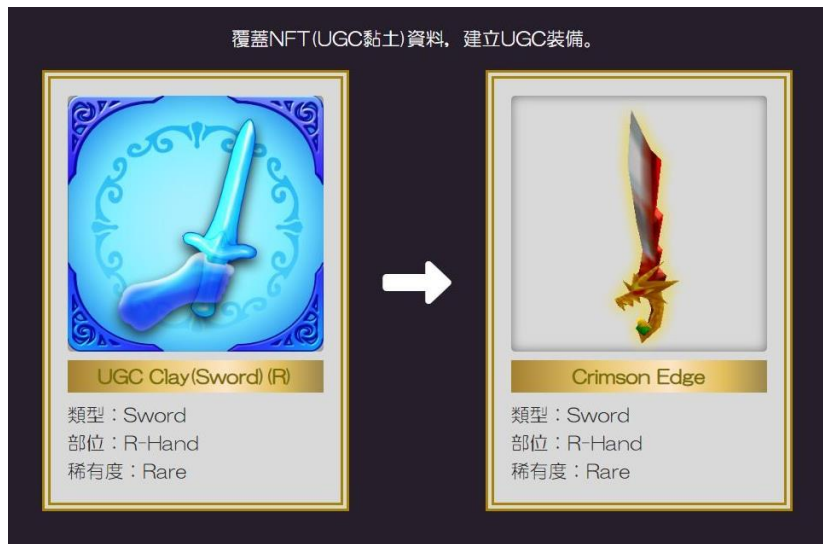 覆蓋NFT(UGC黏土)資料，建立UGC裝備。
UGC Clay(Sword)(R)
類型：Sword
部位：R-Hand
稀有度：Rare
Crimson Edge
類型：Sword
部位：R-Hand
稀有度：Rare